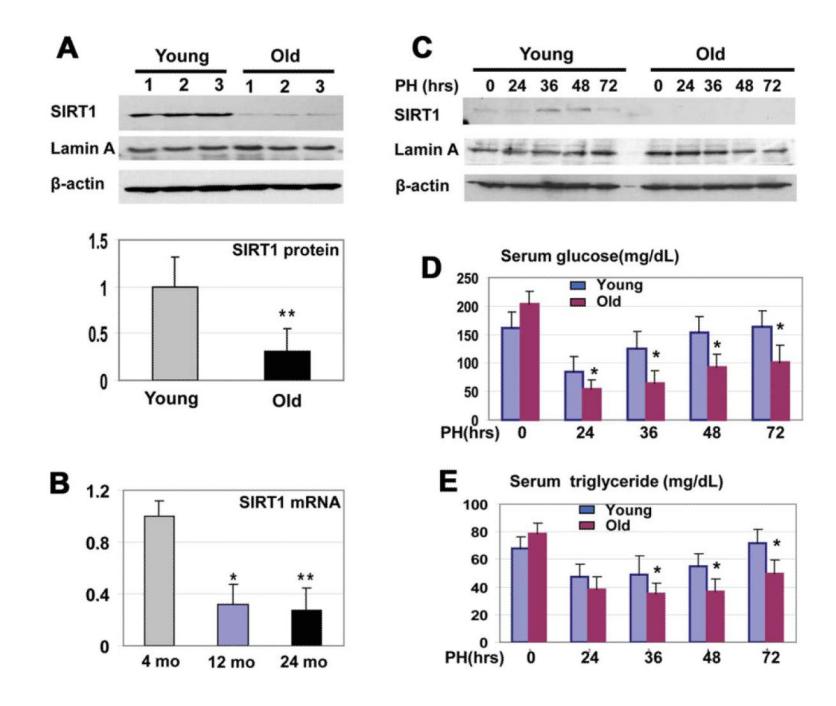 A
Young Old
1 2 3 1 2 3
SIRT1
Lamin A
β-actin
1.5
1
0.5
0
SIRT1 protein
**
Young Old
B
1.2
0.8
0.4
0
SIRT1 mRNA
* **
4 mo 12 mo 24 mo
C
Young Old
PH (hrs) 0 24 36 48 72 0 24 36 48 72
SIRT1
Lamin A
β-actin
D
Serum glucose(mg/dL)
250
200
150
100
50
0
Young
Old
* * * *
PH(hrs) 0 24 36 48 72
E
Serum triglyceride (mg/dL)
100
80
60
40
20
0
Young
Old
* * *
PH(hrs) 0 24 36 48 72